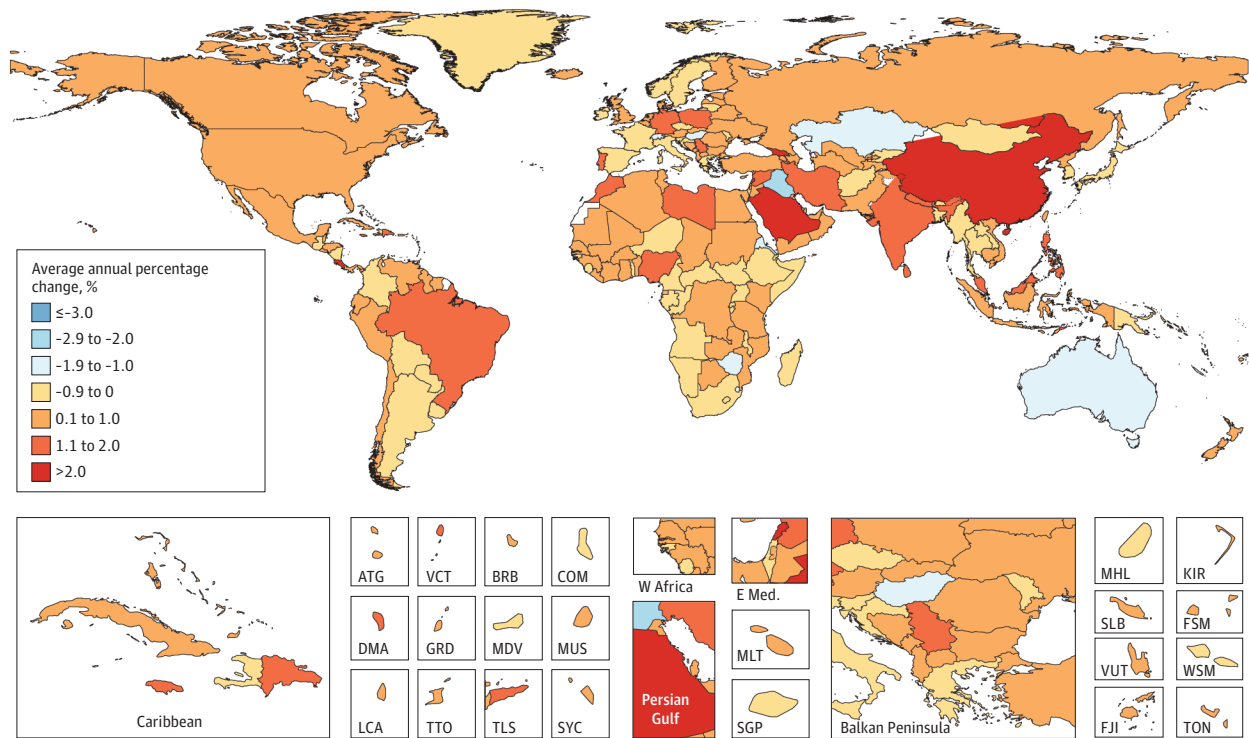 Average annual percentage
change, %
≤–3.0
–2.9 to –2.0
–1.9 to –1.0
–0.9 to 0
0.1 to 1.0
1.1 to 2.0
>2.0
Caribbean
ATG
VCT
BRB
COM
DMA
GRD
MDV
MUS
LCA
TTO
TLS
SYC
W Africa
E Med.
Persian
Gulf
MLT
SGP
Balkan Peninsula
MHL
KIR
SLB
FSM
VUT
WSM
FJI
TON